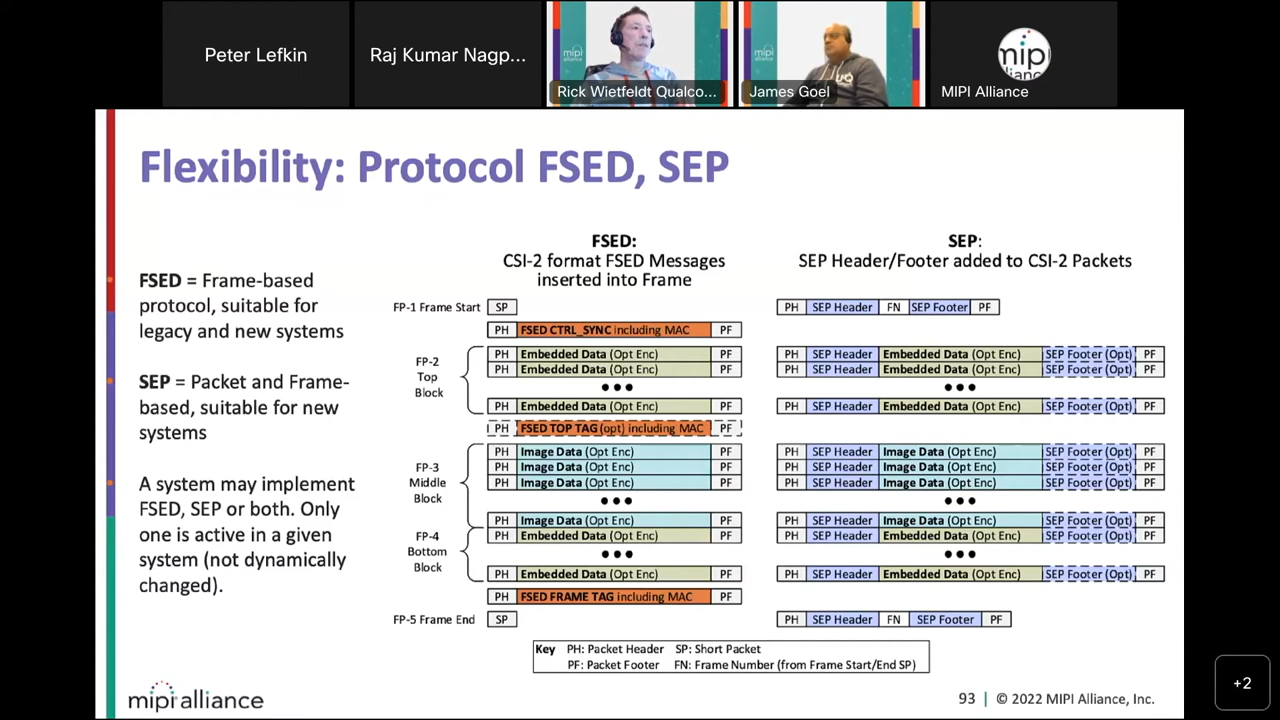 Peter Lefkin
Raj Kumar Nagp...
Rick Wietfeldt Qualco...
James Goel
mipi
MIPI Alliance
Flexibility: Protocol FSED, SEP
FSED = Frame-based
protocol, suitable for
legacy and new systems
SEP = Packet and Frame-
based, suitable for new
systems
A system may implement
FSED, SEP or both. Only
one is active in a given
system (not dynamically
changed).
FSED:
CSI-2 format FSED Messages
inserted into Frame
SEP:
SEP Header/Footer added to CSI-2 Packets
FP-1 Frame Start SP
PH SEP Header FN SEP Footer PF
PH FSED CTRL_SYNC including MAC PF
FP-2
Top
Block
PH Embedded Data (Opt Enc) PF
PH Embedded Data (Opt Enc) PF
•••
PH Embedded Data (Opt Enc) PF
PH SEP Header Embedded Data (Opt Enc) SEP Footer (Opt) PF
PH SEP Header Embedded Data (Opt Enc) SEP Footer (Opt) PF
•••
PH SEP Header Embedded Data (Opt Enc) SEP Footer (Opt) PF
PH FSED TOP TAG (opt) including MAC PF
FP-3
Middle
Block
PH Image Data (Opt Enc) PF
PH Image Data (Opt Enc) PF
PH Image Data (Opt Enc) PF
•••
PH Image Data (Opt Enc) PF
PH SEP Header Image Data (Opt Enc) SEP Footer (Opt) PF
PH SEP Header Image Data (Opt Enc) SEP Footer (Opt) PF
PH SEP Header Image Data (Opt Enc) SEP Footer (Opt) PF
•••
PH SEP Header Image Data (Opt Enc) SEP Footer (Opt) PF
FP-4
Bottom
Block
PH Embedded Data (Opt Enc) PF
•••
PH Embedded Data (Opt Enc) PF
PH SEP Header Embedded Data (Opt Enc) SEP Footer (Opt) PF
•••
PH SEP Header Embedded Data (Opt Enc) SEP Footer (Opt) PF
PH FSED FRAME TAG including MAC PF
FP-5 Frame End SP
PH SEP Header FN SEP Footer PF
Key PH: Packet Header SP: Short Packet
PF: Packet Footer FN: Frame Number (from Frame Start/End SP)
mipi alliance
93 | © 2022 MIPI Alliance, Inc.
+2